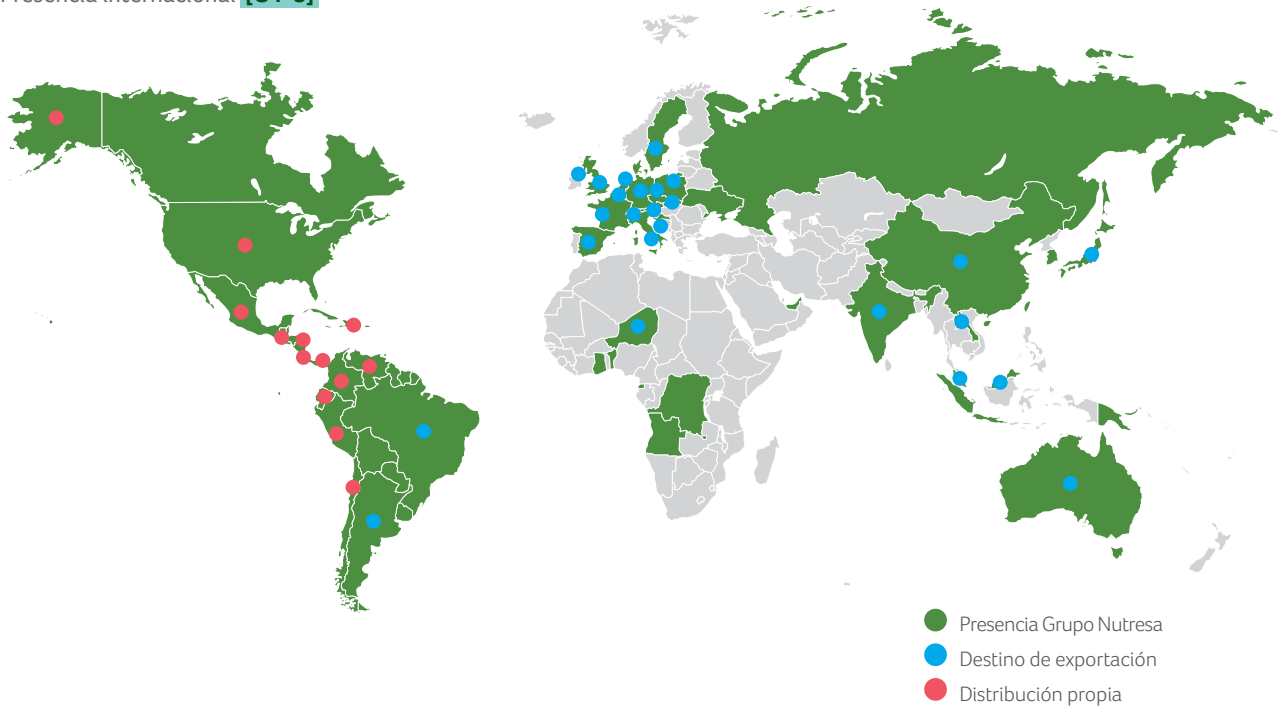 Presencia Grupo Nutresa
Destino de exportación
Distribución propia